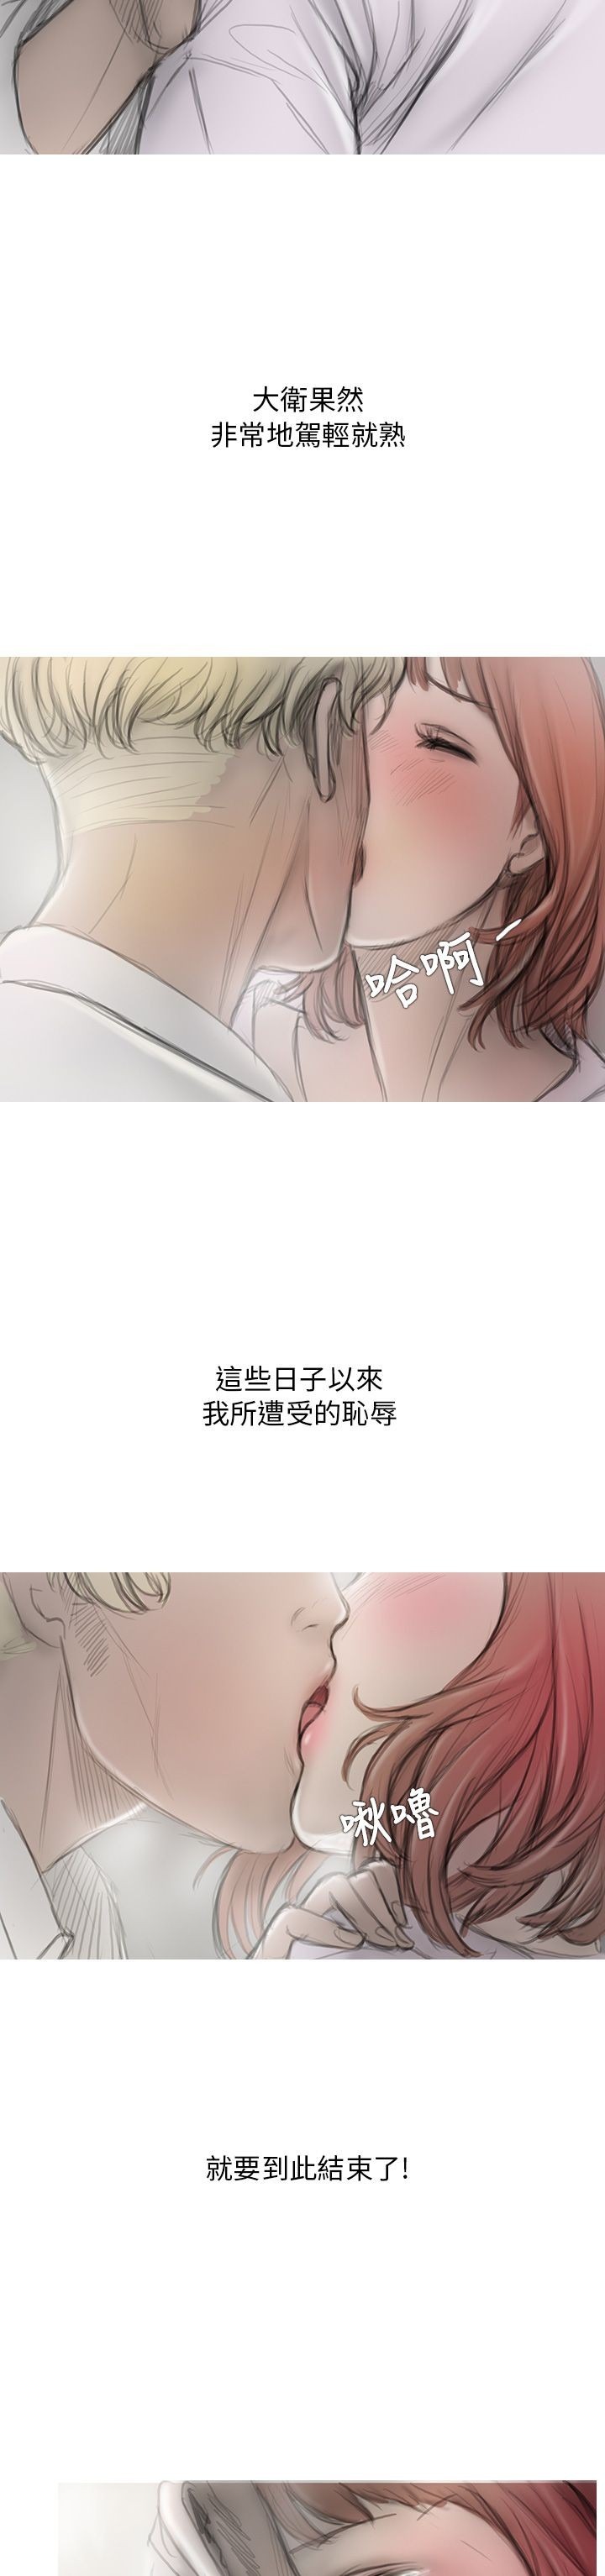 大衛果然
非常地駕輕就熟
哈啊–
這些日子以來
我所遭受的恥辱
啾嚕
就要到此結束了!